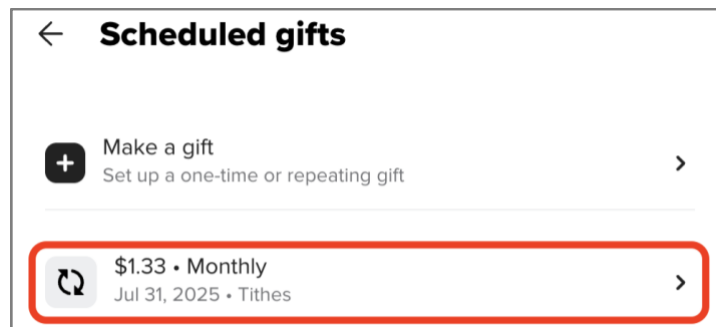 Scheduled gifts
Make a gift
Set up a one-time or repeating gift
$1.33 • Monthly
Jul 31, 2025 • Tithes